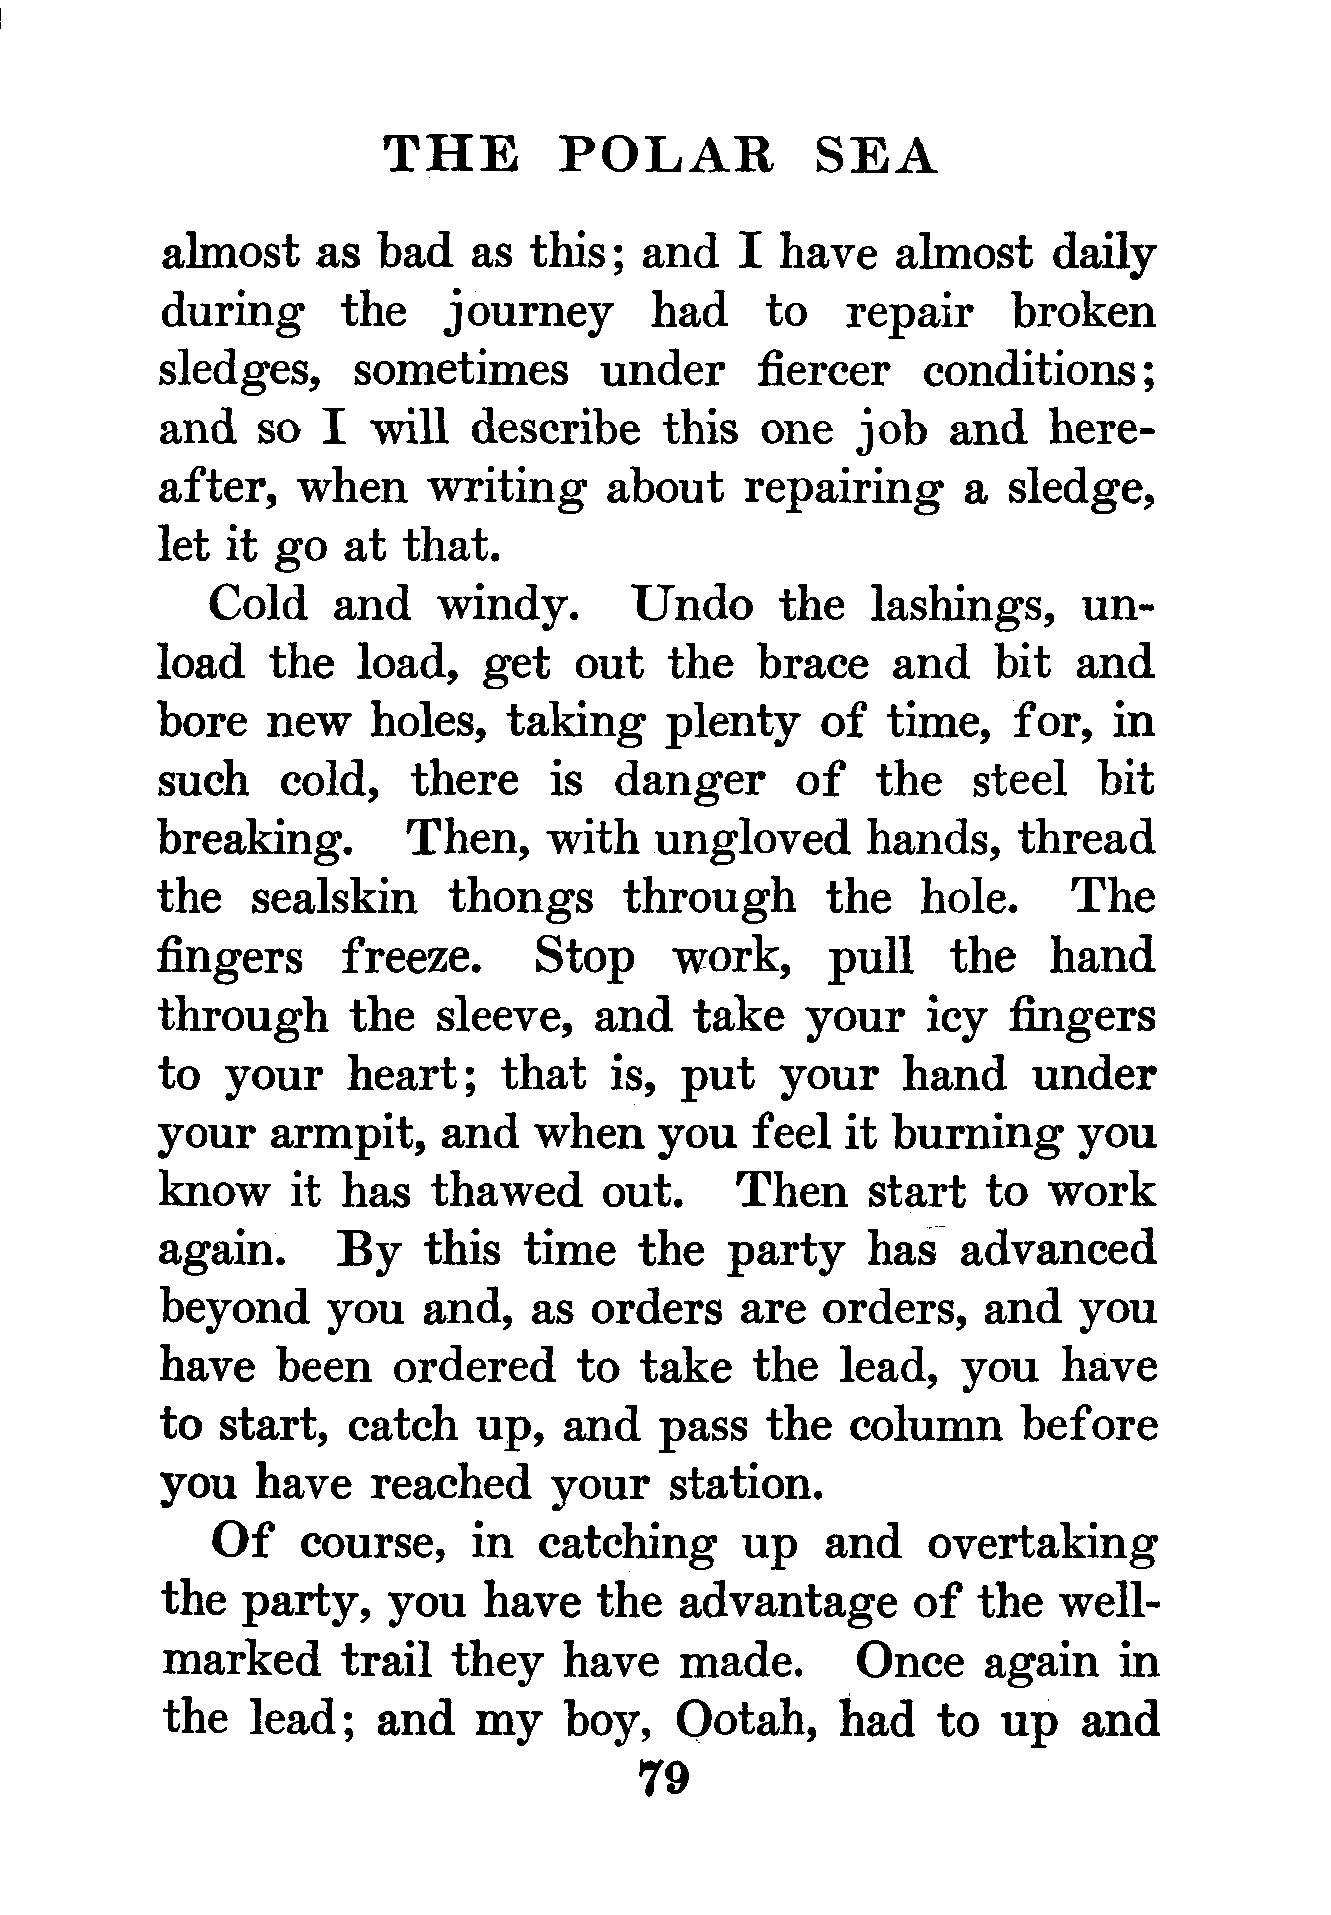 THE POLAR SEA
almost as bad as this; and I have almost daily
during the journey had to repair broken
sledges, sometimes under fiercer conditions;
and so I will describe this one job and here-
after, when writing about repairing a sledge,
let it go at that.
Cold and windy. Undo the lashings, un-
load the load, get out the brace and bit and
bore new holes, taking plenty of time, for, in
such cold, there is danger of the steel bit
breaking. Then, with ungloved hands, thread
the sealskin thongs through the hole. The
fingers freeze. Stop work, pull the hand
through the sleeve, and take your icy fingers
to your heart; that is, put your hand under
your armpit, and when you feel it burning you
know it has thawed out. Then start to work
again. By this time the party has advanced
beyond you and, as orders are orders, and you
have been ordered to take the lead, you have
to start, catch up, and pass the column before
you have reached your station.
Of course, in catching up and overtaking
the party, you have the advantage of the well-
marked trail they have made. Once again in
the lead; and my boy, Ootah, had to up and
79